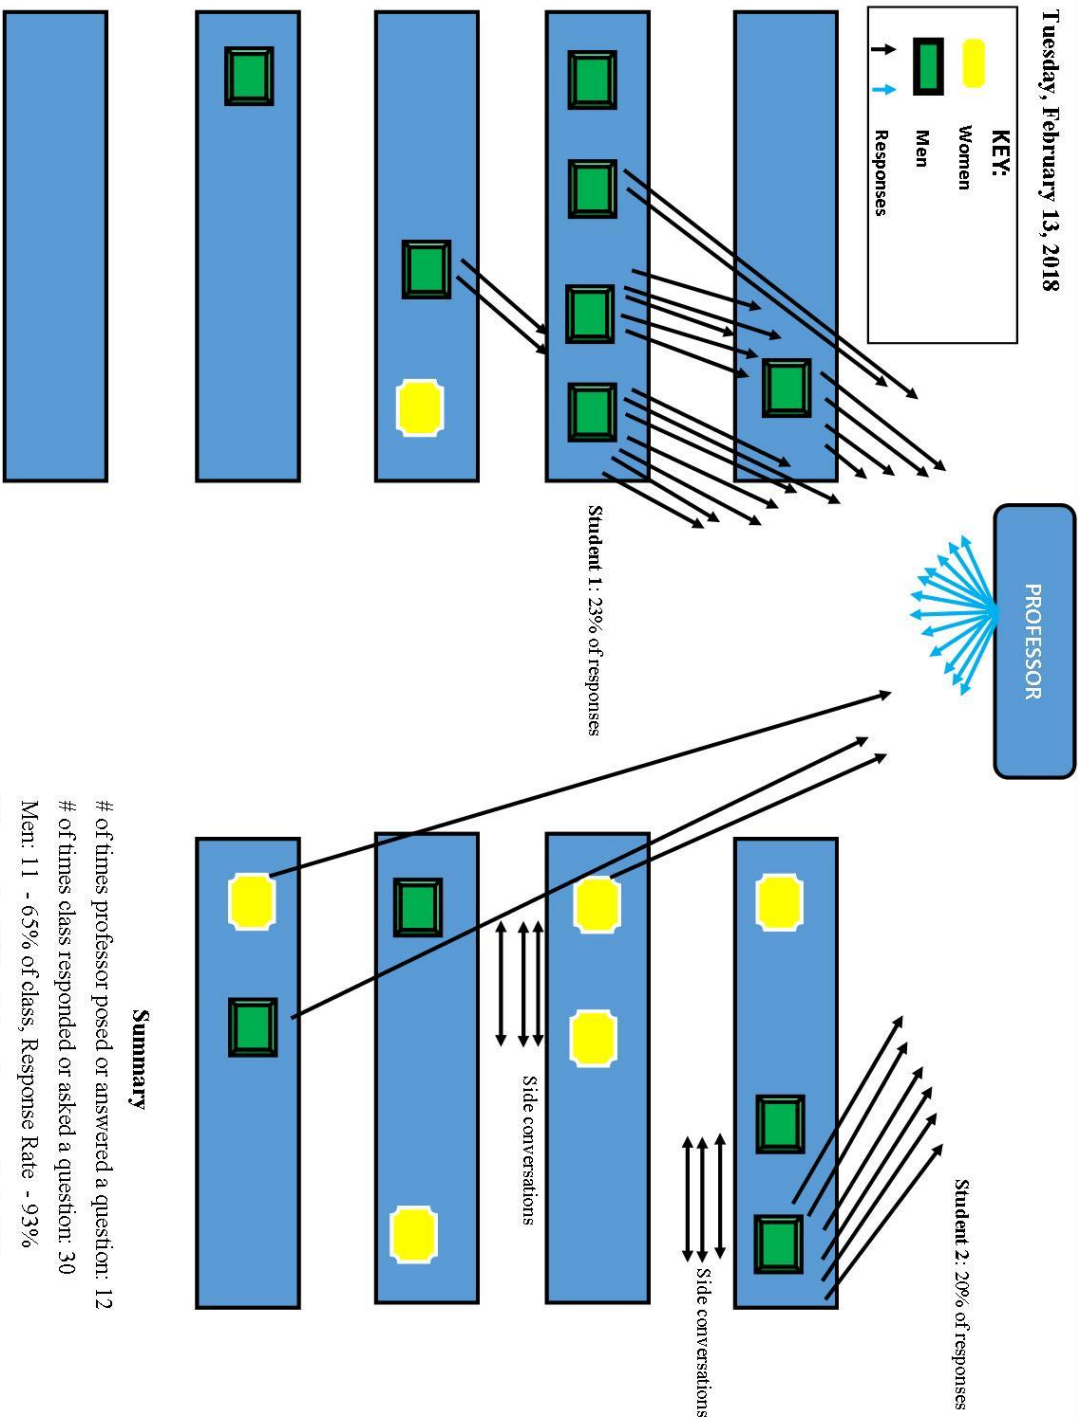 Tuesday, February 13, 2018
KEY:
Women
Men
Responses
PROFESSOR
Student 2: 20% of responses
Side conversations
Student 1: 23% of responses
Side conversations
Summary
# of times professor posed or answered a question: 12
# of times class responded or asked a question: 30
Men: 11 - 65% of class, Response Rate - 93%